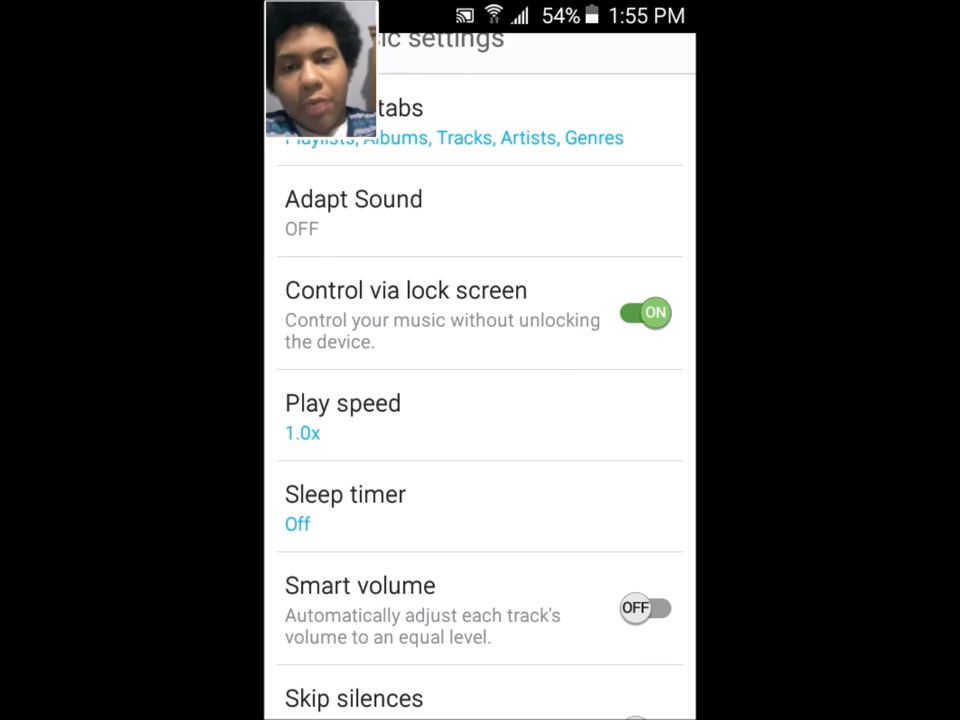 54% 1:55 PM
settings
tabs
Playlists, Albums, Tracks, Artists, Genres
Adapt Sound
OFF
Control via lock screen
Control your music without unlocking
the device.
ON
Play speed
1.0x
Sleep timer
Off
Smart volume
Automatically adjust each track's
volume to an equal level.
OFF
Skip silences